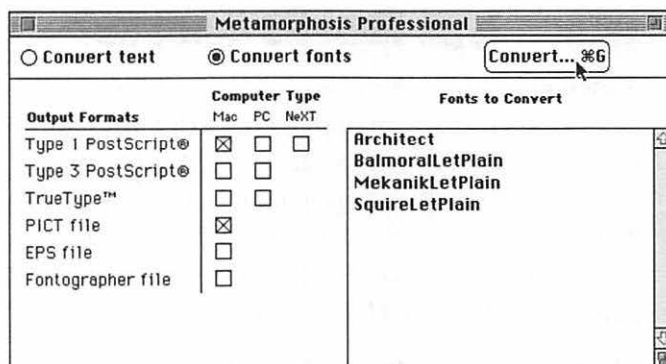 Metamorphosis Professional
Convert text Convert fonts Convert... ⌘G
Computer Type Fonts to Convert
Output Formats Mac PC NeXT
Type 1 PostScript® Architect
Type 3 PostScript® BalmoralLetPlain
TrueType™ MekanikLetPlain
PICT file SquireLetPlain
EPS file
Fontographer file